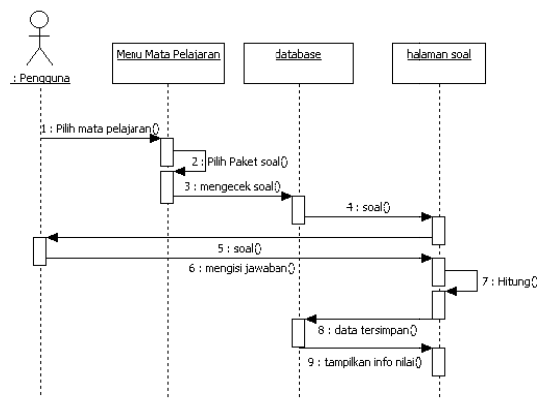 : Pengguna
Menu Mata Pelajaran
database
halaman soal
1 : Pilih mata pelajaran()
2 : Pilih Paket soal()
3 : mengecek soal()
4 : soal()
5 : soal()
6 : mengisi jawaban()
7 : Hitung()
8 : data tersimpan()
9 : tampilkan info nilai()